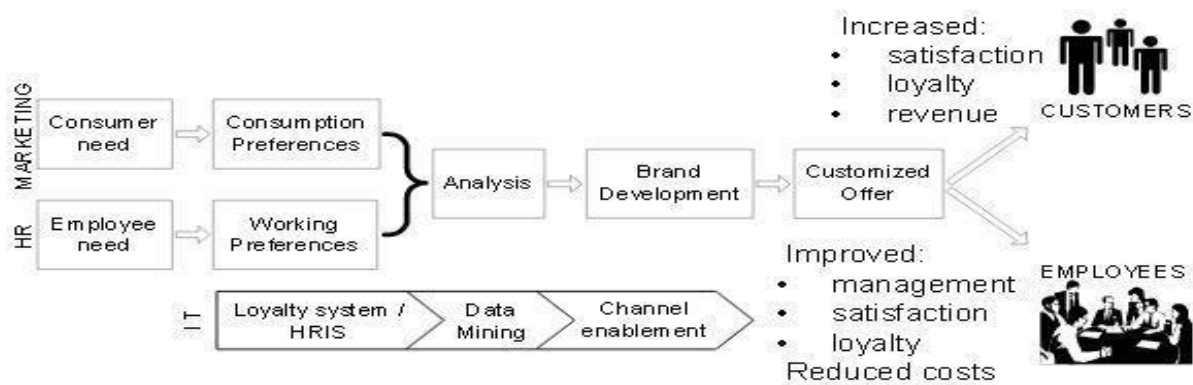 MARKETING
Consumer
need
Consumption
Preferences
HR
Employee
need
Working
Preferences
Analysis
Brand
Development
Customized
Offer
Increased:
• satisfaction
• loyalty
• revenue
CUSTOMERS
IT
Loyalty system /
HRIS
Data
Mining
Channel
enablement
Improved:
• management
• satisfaction
• loyalty
Reduced costs
EMPLOYEES